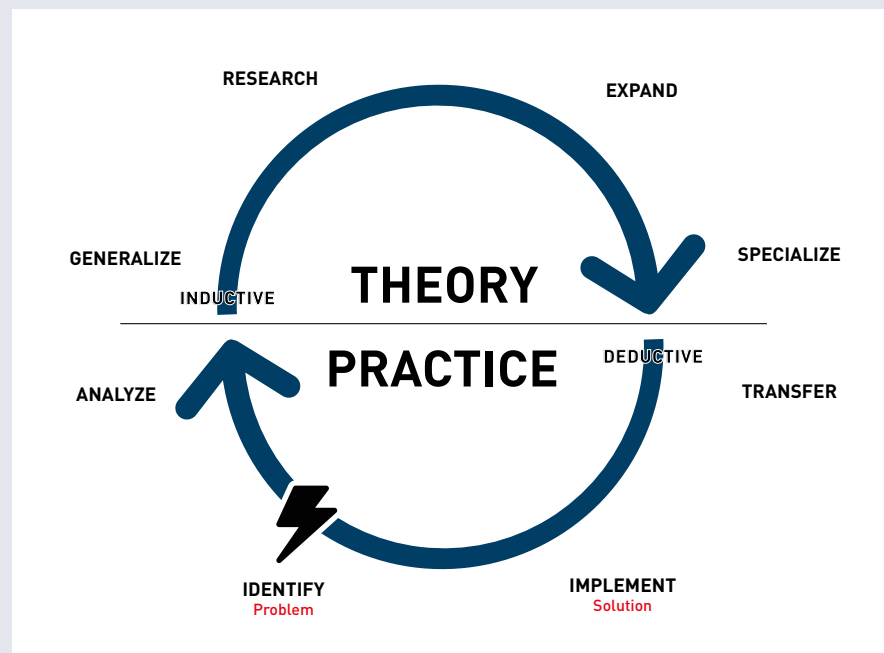 RESEARCH
EXPAND
GENERALIZE
SPECIALIZE
INDUCTIVE
THEORY
PRACTICE
DEDUCTIVE
ANALYZE
TRANSFER
IDENTIFY
Problem
IMPLEMENT
Solution